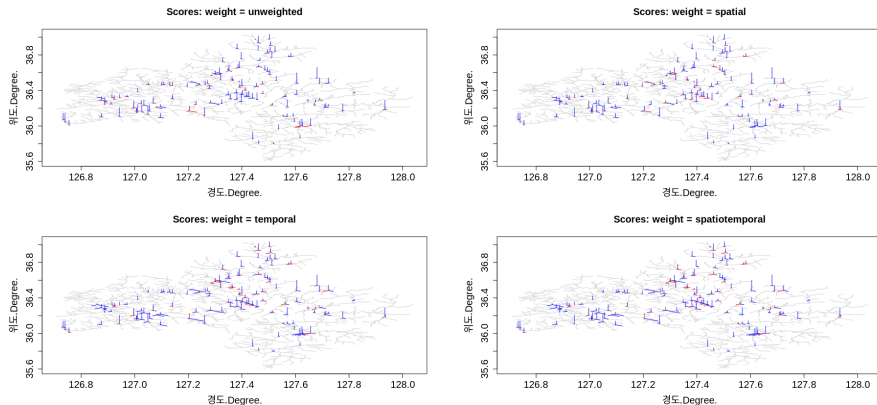 Scores: weight = unweighted
위도.Degree.
36.8
36.4
36.0
35.6
126.8 127.0 127.2 127.4 127.6 127.8 128.0
경도.Degree.
Scores: weight = spatial
위도.Degree.
36.8
36.4
36.0
35.6
126.8 127.0 127.2 127.4 127.6 127.8 128.0
경도.Degree.
Scores: weight = temporal
위도.Degree.
36.8
36.4
36.0
35.6
126.8 127.0 127.2 127.4 127.6 127.8 128.0
경도.Degree.
Scores: weight = spatiotemporal
위도.Degree.
36.8
36.4
36.0
35.6
126.8 127.0 127.2 127.4 127.6 127.8 128.0
경도.Degree.